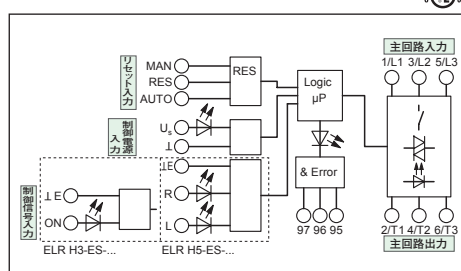 主回路入力
1/L1 3/L2 5/L3
リセット入力
MAN
RES
AUTO
RES
Logic
µP
制御電源
入力
Us
⊥
制御信号入力
⊥E
ON
⊥E
R
L
& Error
97 96 95
2/T1 4/T2 6/T3
主回路出力
ELR H3-ES-...
ELR H5-ES-...